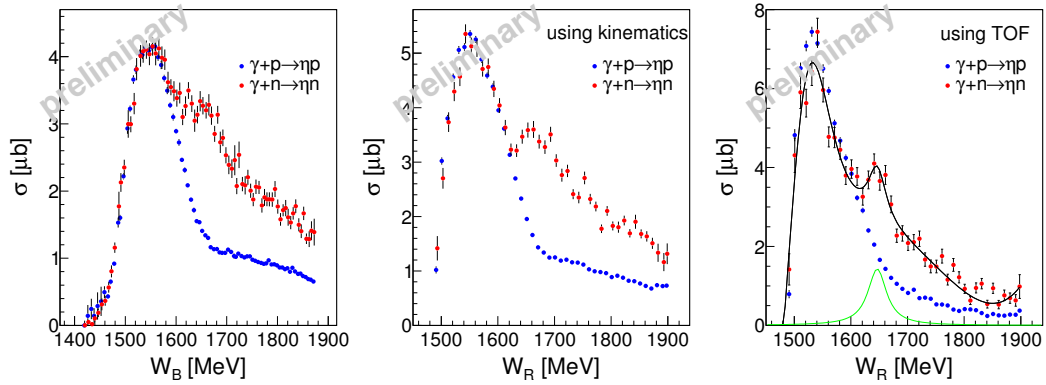 preliminary
γ+p→ηp
γ+n→ηn
σ [μb]
0
1
2
3
4
1400 1500 1600 1700 1800 1900
W_B [MeV]
preliminary
using kinematics
γ+p→ηp
γ+n→ηn
σ [μb]
0
1
2
3
4
5
1500 1600 1700 1800 1900
W_R [MeV]
preliminary
using TOF
γ+p→ηp
γ+n→ηn
σ [μb]
0
2
4
6
8
1500 1600 1700 1800 1900
W_R [MeV]